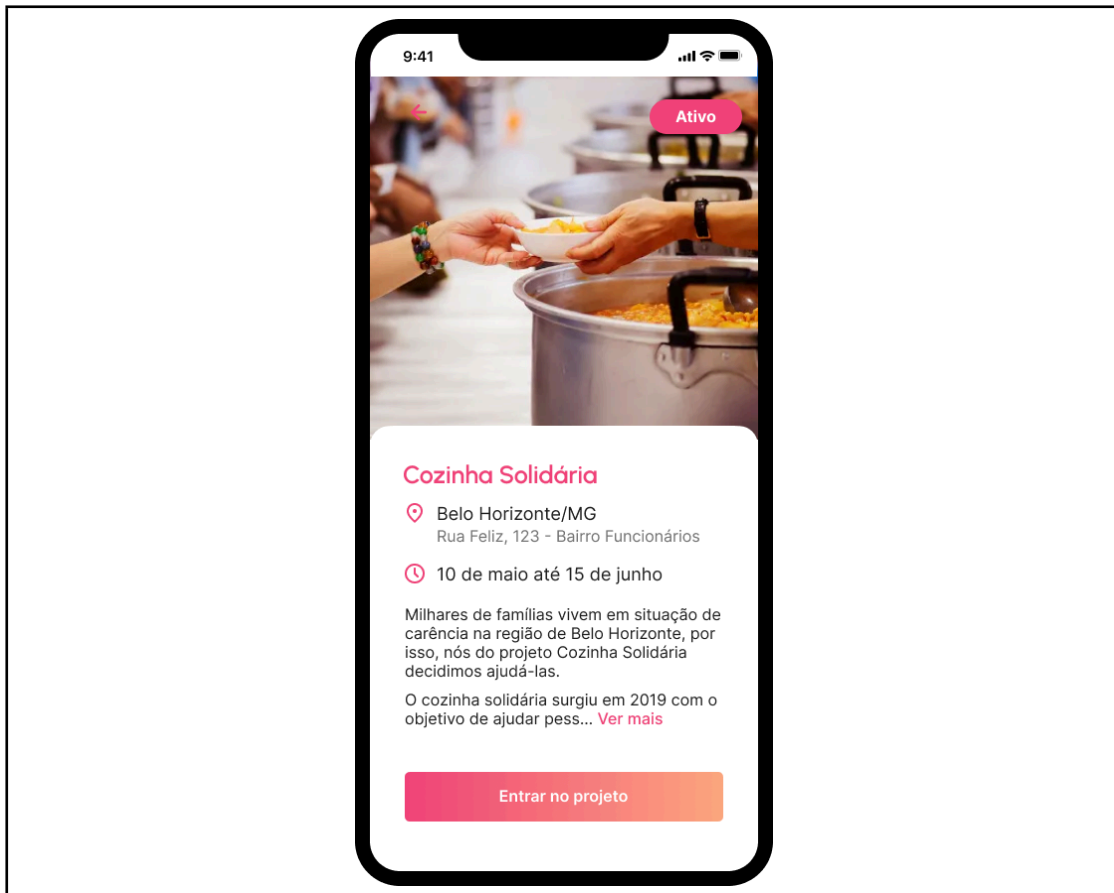 9:41
Ativo
Cozinha Solidária
Belo Horizonte/MG
Rua Feliz, 123 - Bairro Funcionários
10 de maio até 15 de junho
Milhares de famílias vivem em situação de
carência na região de Belo Horizonte, por
isso, nós do projeto Cozinha Solidária
decidimos ajudá-las.
O cozinha solidária surgiu em 2019 com o
objetivo de ajudar pess... Ver mais
Entrar no projeto